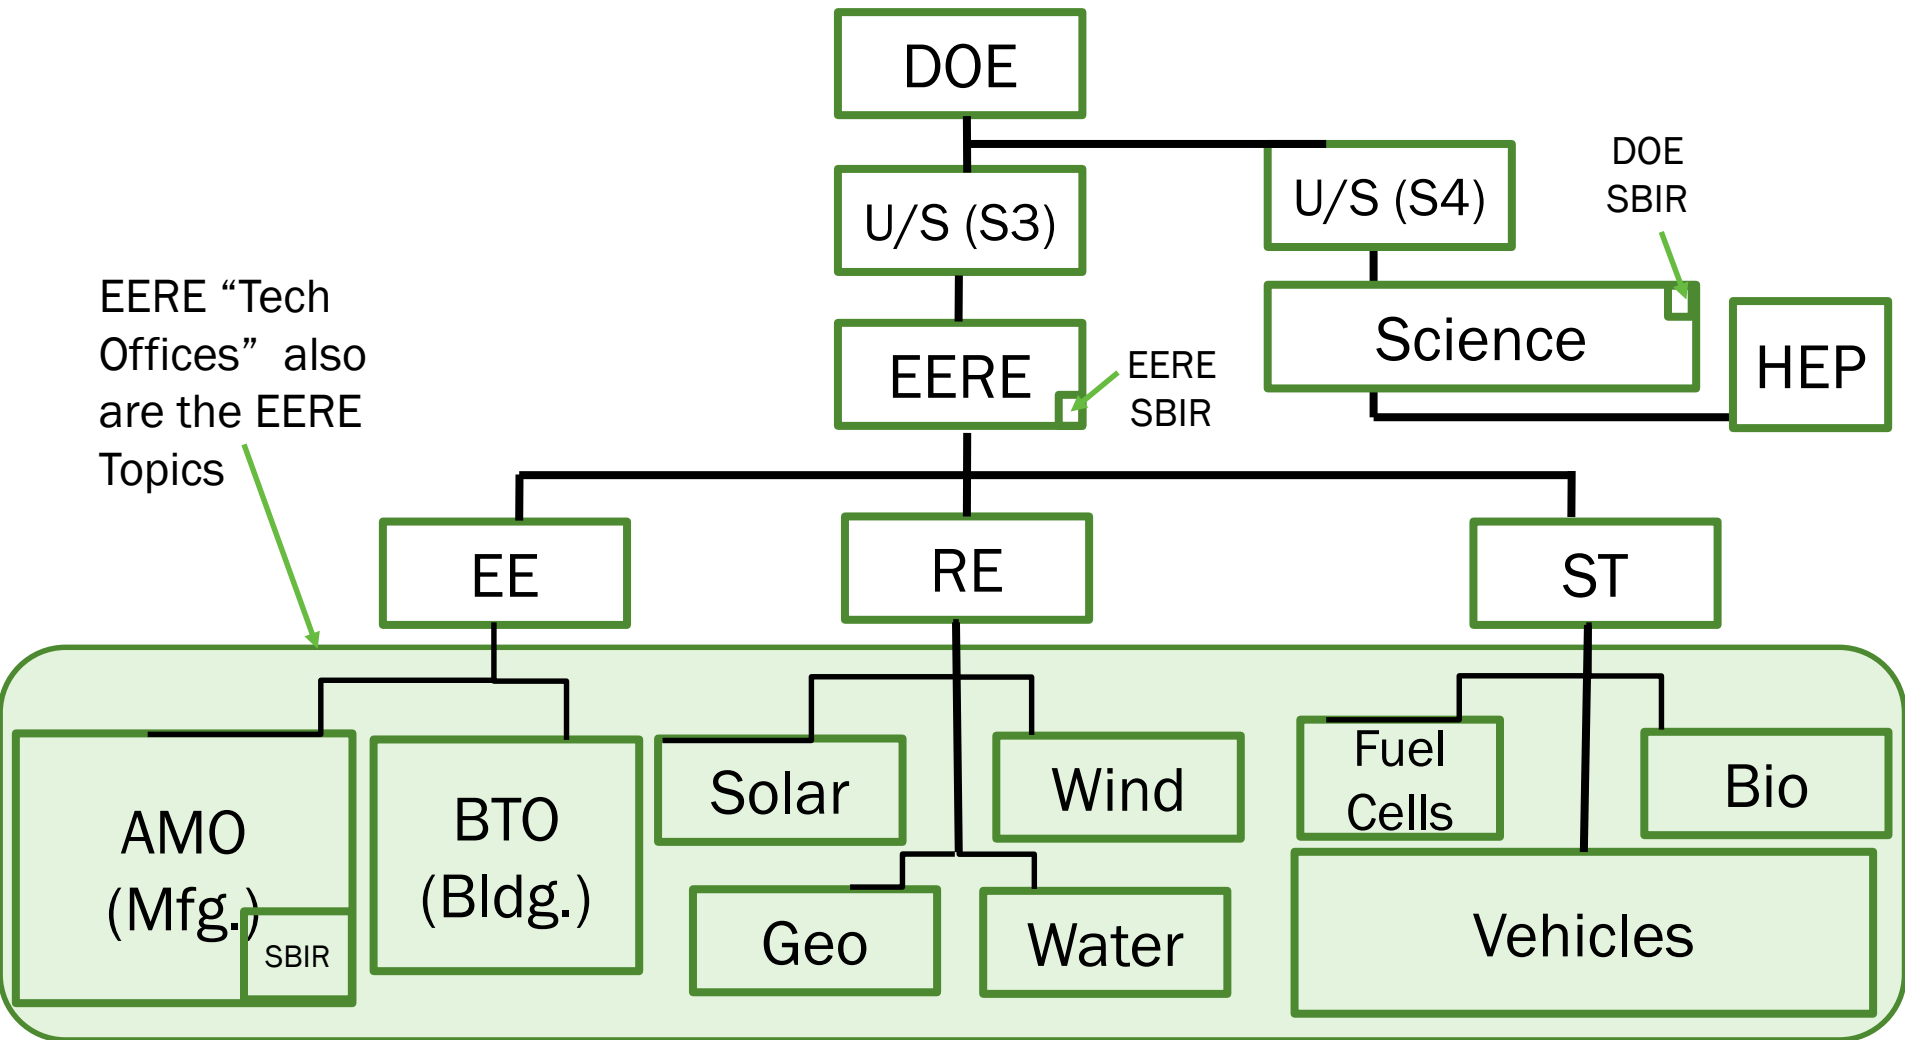 DOE
U/S (S3)
U/S (S4)
DOE
SBIR
EERE “Tech
Offices”  also
are the EERE
Topics
EERE
EERE
SBIR
Science
HEP
EE
RE
ST
AMO
(Mfg.)
SBIR
BTO
(Bldg.)
Solar
Wind
Geo
Water
Fuel
Cells
Bio
Vehicles